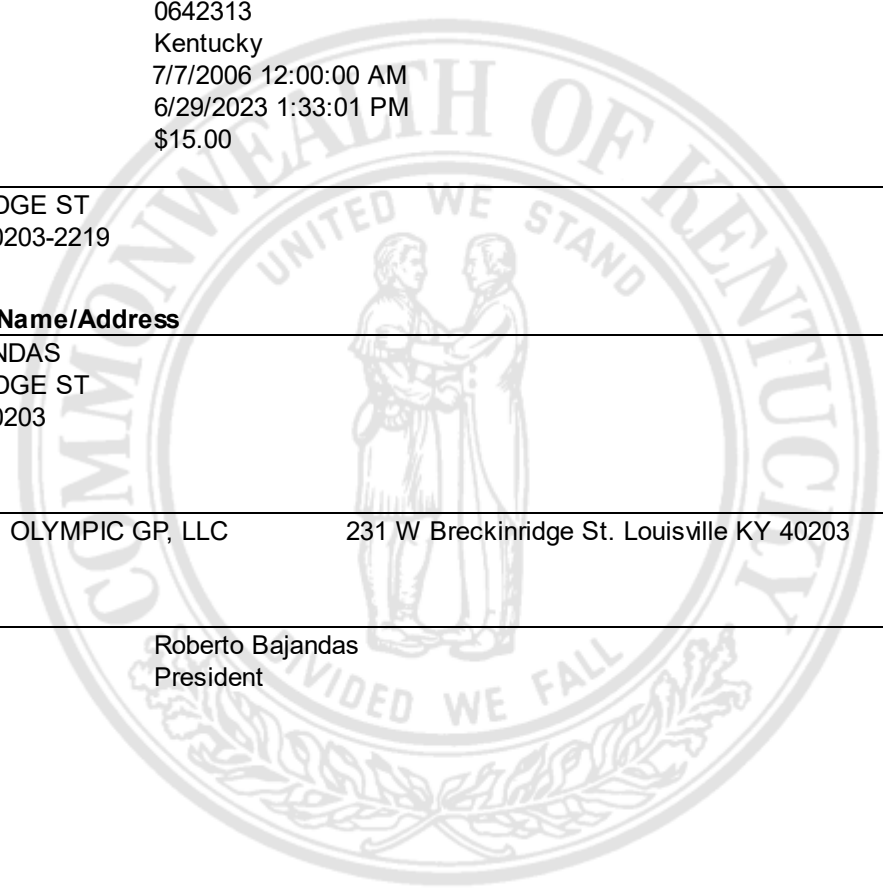 0642313
Kentucky
7/7/2006 12:00:00 AM
6/29/2023 1:33:01 PM
$15.00
DGE ST
0203-2219
Name/Address
NDAS
DGE ST
0203
OLYMPIC GP, LLC 231 W Breckinridge St. Louisville KY 40203
Roberto Bajandas
President
COMMONWEALTH OF KENTUCKY
UNITED WE STAND
DIVIDED WE FALL